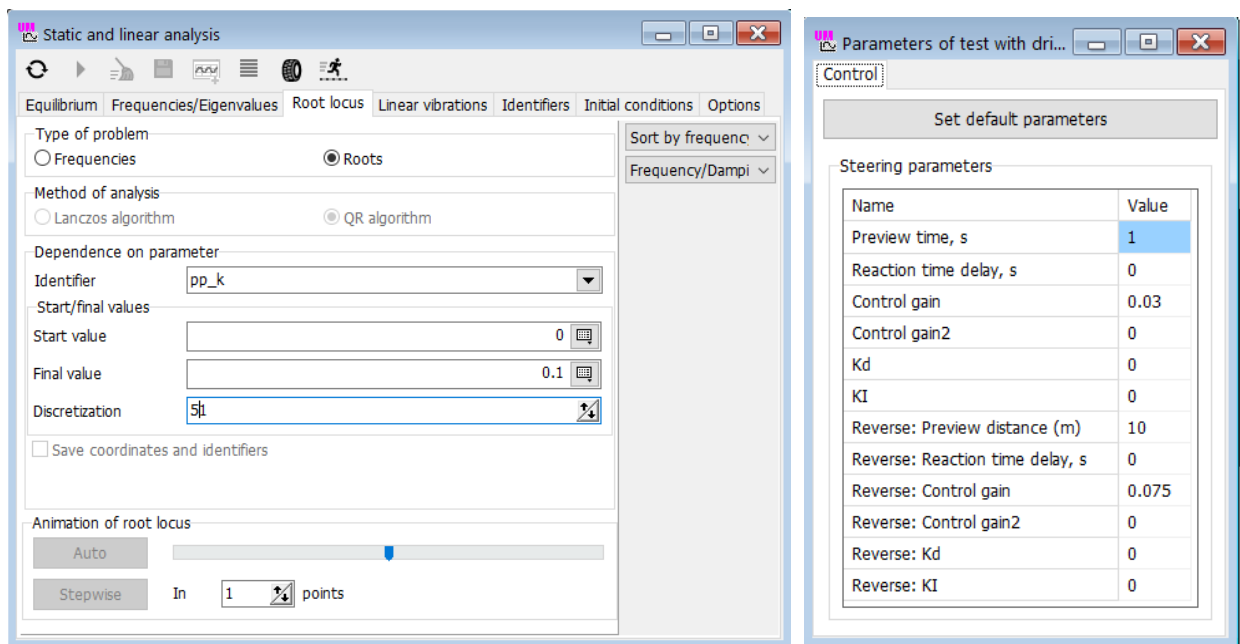 UM Static and linear analysis
Equilibrium Frequencies/Eigenvalues Root locus Linear vibrations Identifiers Initial conditions Options
Type of problem
Frequencies Roots
Method of analysis
Lanczos algorithm QR algorithm
Dependence on parameter
Identifier pp_k
Start/final values
Start value 0
Final value 0.1
Discretization 51
Save coordinates and identifiers
Animation of root locus
Auto
Stepwise In 1 points
Sort by frequenc
Frequency/Dampi
UM Parameters of test with dri...
Control
Set default parameters
Steering parameters
Name Value
Preview time, s 1
Reaction time delay, s 0
Control gain 0.03
Control gain2 0
Kd 0
KI 0
Reverse: Preview distance (m) 10
Reverse: Reaction time delay, s 0
Reverse: Control gain 0.075
Reverse: Control gain2 0
Reverse: Kd 0
Reverse: KI 0